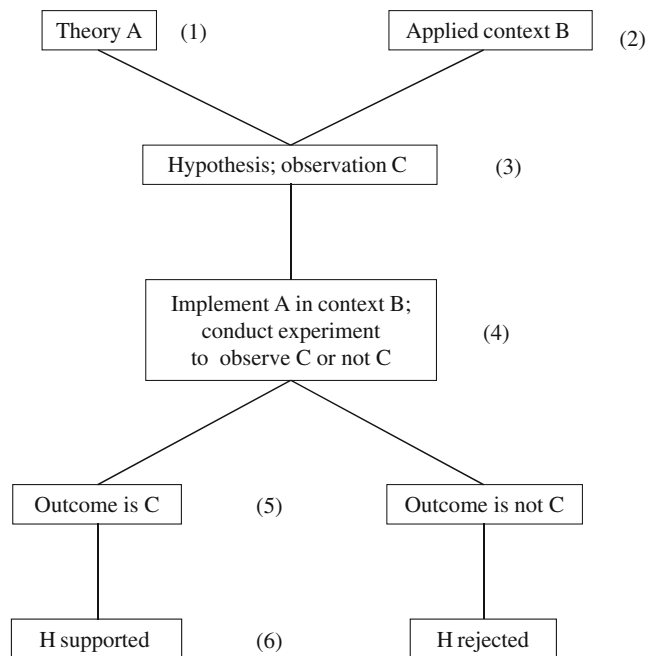 Theory A (1) Applied context B (2)
Hypothesis; observation C (3)
Implement A in context B;
conduct experiment (4)
to observe C or not C
Outcome is C (5) Outcome is not C
H supported (6) H rejected